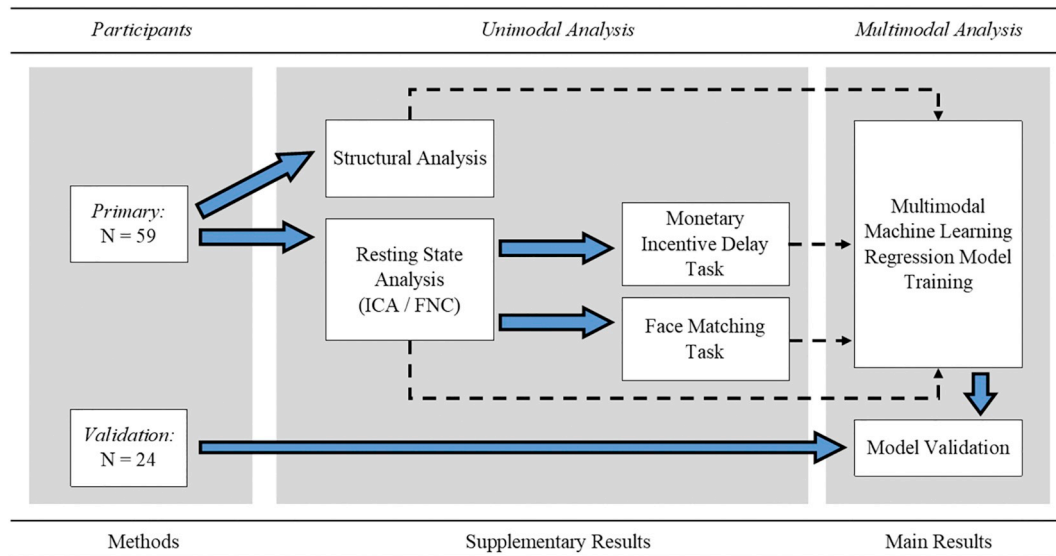 Participants
Unimodal Analysis
Multimodal Analysis
Structural Analysis
Primary:
N = 59
Resting State
Analysis
(ICA / FNC)
Monetary
Incentive Delay
Task
Face Matching
Task
Multimodal
Machine Learning
Regression Model
Training
Validation:
N = 24
Model Validation
Methods
Supplementary Results
Main Results